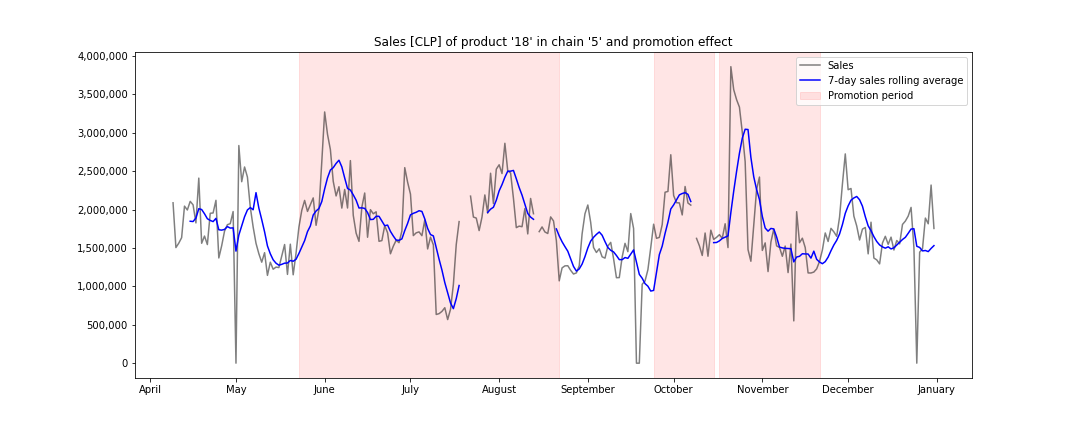 Sales [CLP] of product '18' in chain '5' and promotion effect
4,000,000
3,500,000
3,000,000
2,500,000
2,000,000
1,500,000
1,000,000
500,000
0
Sales
7-day sales rolling average
Promotion period
April May June July August September October November December January